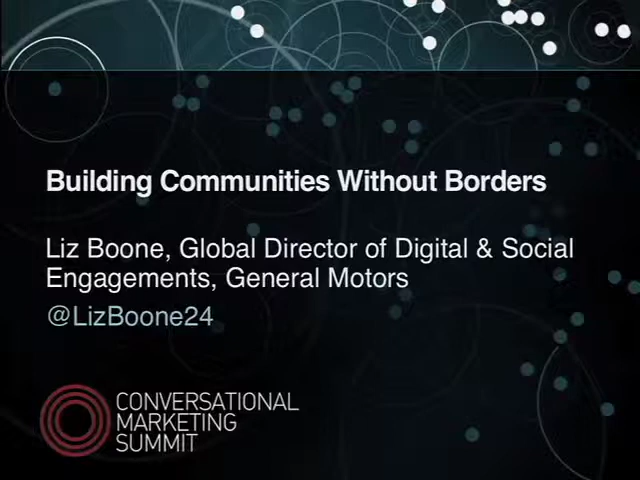 Building Communities Without Borders
Liz Boone, Global Director of Digital & Social
Engagements, General Motors
@LizBoone24
CONVERSATIONAL
MARKETING
SUMMIT